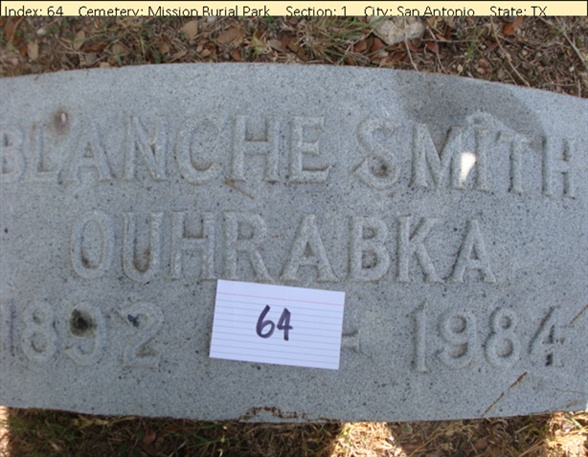 Index: 64 Cemetery: Mission Burial Park Section: 1 City: San Antonio State: TX
BLANCHE SMITH
OUHRABKA
1892 - 1984
64